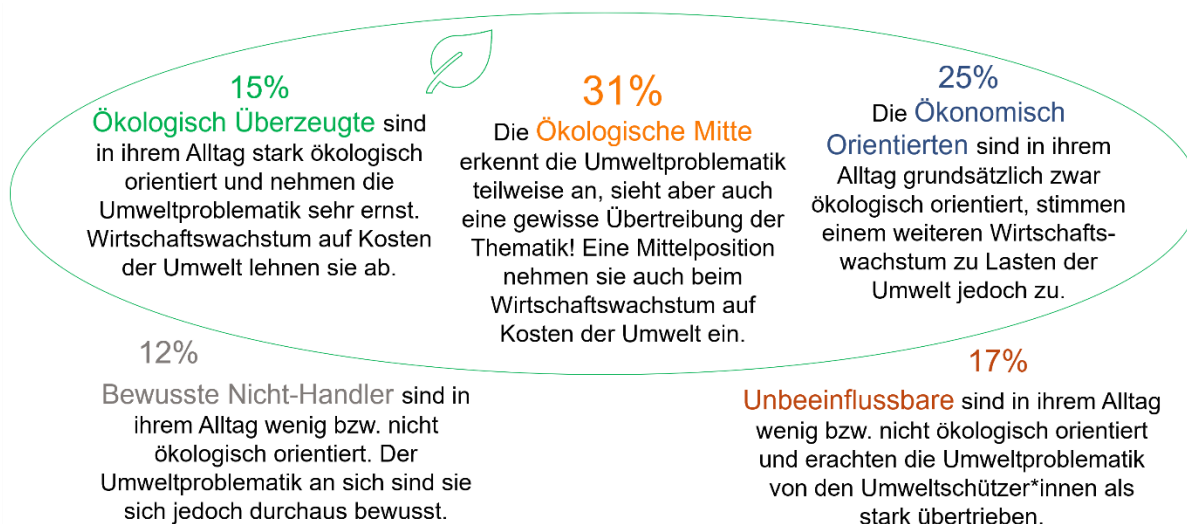 15%
Ökologisch Überzeugte sind
in ihrem Alltag stark ökologisch
orientiert und nehmen die
Umweltproblematik sehr ernst.
Wirtschaftswachstum auf Kosten
der Umwelt lehnen sie ab.
31%
Die Ökologische Mitte
erkennt die Umweltproblematik
teilweise an, sieht aber auch
eine gewisse Übertreibung der
Thematik! Eine Mittelposition
nehmen sie auch beim
Wirtschaftswachstum auf
Kosten der Umwelt ein.
25%
Die Ökonomisch
Orientierten sind in ihrem
Alltag grundsätzlich zwar
ökologisch orientiert, stimmen
einem weiteren Wirtschafts-
wachstum zu Lasten der
Umwelt jedoch zu.
12%
Bewusste Nicht-Handler sind in
ihrem Alltag wenig bzw. nicht
ökologisch orientiert. Der
Umweltproblematik an sich sind sie
sich jedoch durchaus bewusst.
17%
Unbeeinflussbare sind in ihrem Alltag
wenig bzw. nicht ökologisch orientiert
und erachten die Umweltproblematik
von den Umweltschützer*innen als
stark übertrieben.